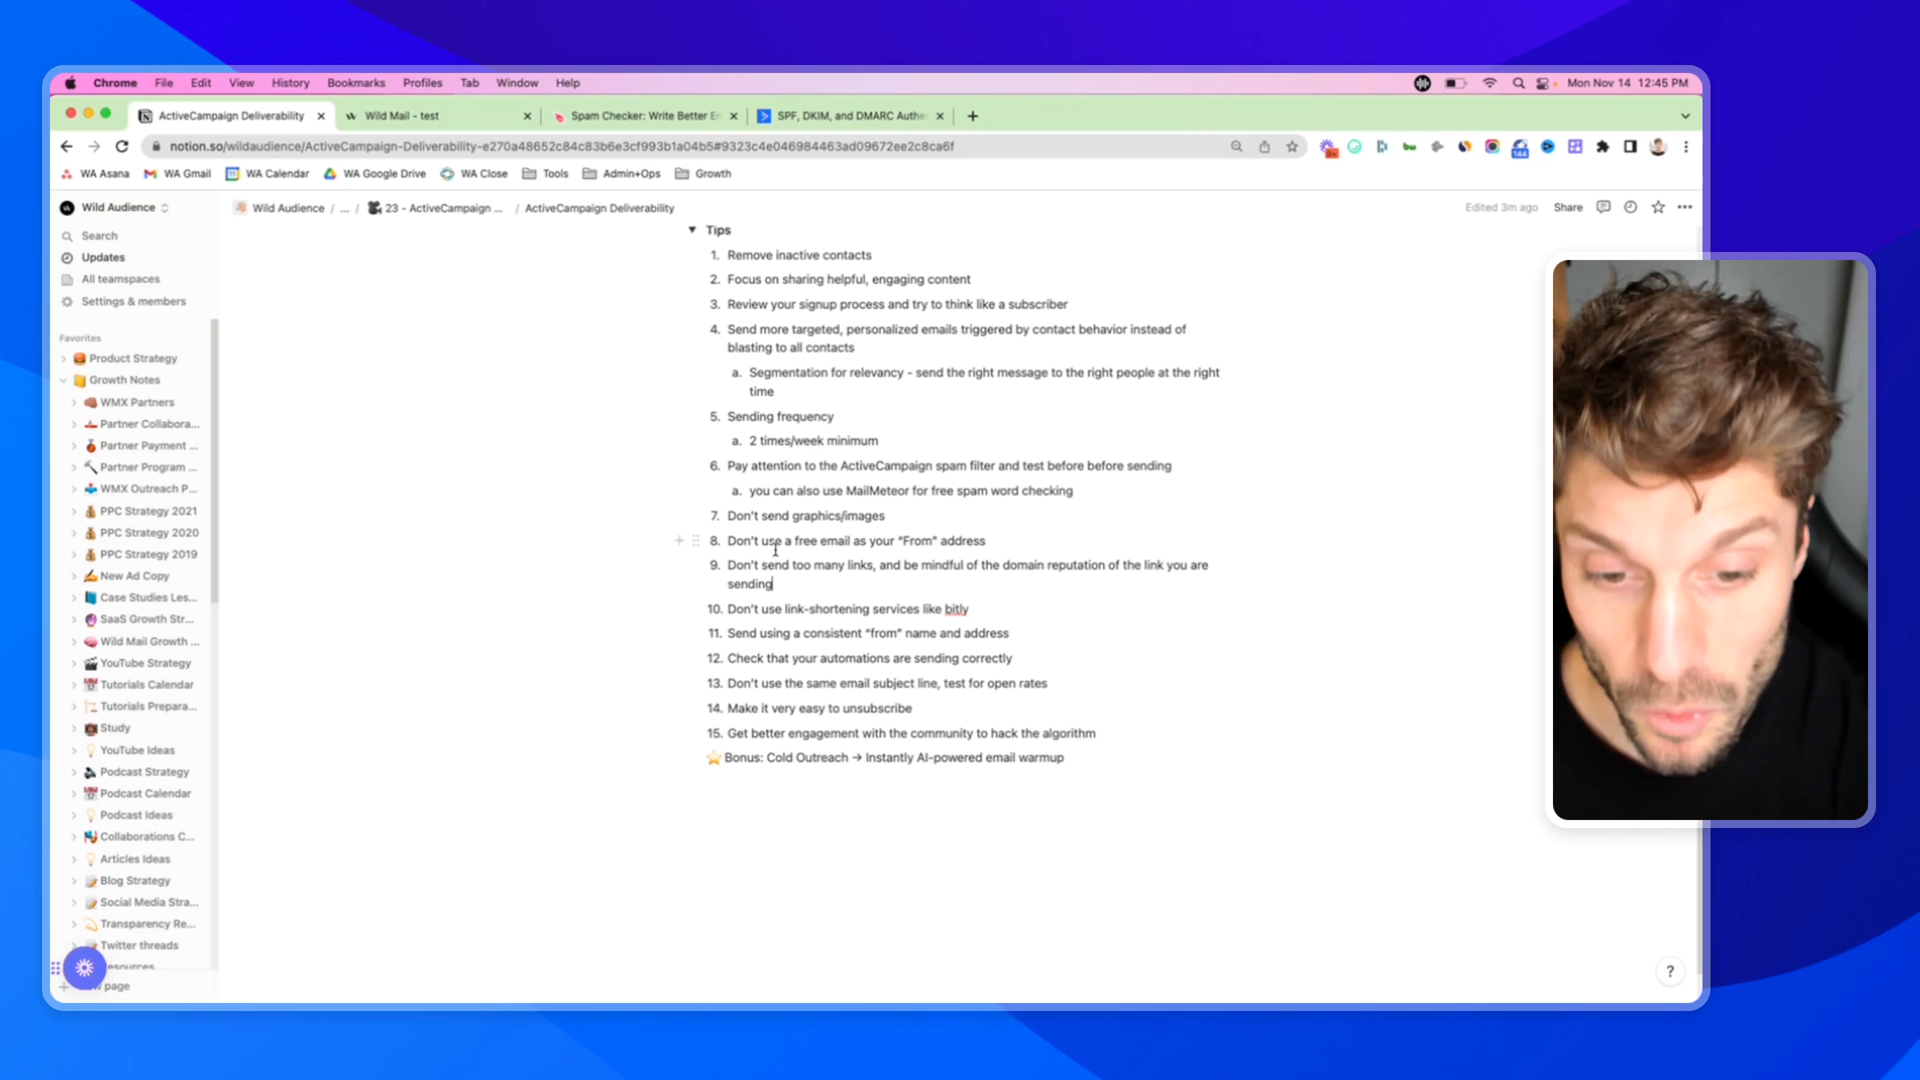 Chrome File Edit View History Bookmarks Profiles Tab Window Help Mon Nov 14 12:45 PM
ActiveCampaign Deliverability Wild Mail - test Spam Checker: Write Better E SPF, DKIM, and DMARC Authe
notion.so/wildaudience/ActiveCampaign-Deliverability-e270a48652c84c83b6e3cf993b1a04b5#9323c4e046984463ad09672ee2c8ca6f
9+
144
WA Asana WA Gmail WA Calendar WA Google Drive WA Close Tools Admin+Ops Growth
Wild Audience
Wild Audience / ... / 23 - ActiveCampaign ... / ActiveCampaign Deliverability
Edited 3m ago Share
Search
Updates
All teamspaces
Settings & members
Favorites
Product Strategy
Growth Notes
WMX Partners
Partner Collabora...
Partner Payment ...
Partner Program ...
WMX Outreach P...
PPC Strategy 2021
PPC Strategy 2020
PPC Strategy 2019
New Ad Copy
Case Studies Les...
SaaS Growth Str...
Wild Mail Growth ...
YouTube Strategy
Tutorials Calendar
Tutorials Prepara...
Study
YouTube Ideas
Podcast Strategy
Podcast Calendar
Podcast Ideas
Collaborations C...
Articles Ideas
Blog Strategy
Social Media Stra...
Transparency Re...
Twitter threads
page
Tips
1. Remove inactive contacts
2. Focus on sharing helpful, engaging content
3. Review your signup process and try to think like a subscriber
4. Send more targeted, personalized emails triggered by contact behavior instead of
blasting to all contacts
a. Segmentation for relevancy - send the right message to the right people at the right
time
5. Sending frequency
a. 2 times/week minimum
6. Pay attention to the ActiveCampaign spam filter and test before before sending
a. you can also use MailMeteor for free spam word checking
7. Don't send graphics/images
8. Don't use a free email as your “From” address
9. Don't send too many links, and be mindful of the domain reputation of the link you are
sending
10. Don't use link-shortening services like bitly
11. Send using a consistent “from” name and address
12. Check that your automations are sending correctly
13. Don't use the same email subject line, test for open rates
14. Make it very easy to unsubscribe
15. Get better engagement with the community to hack the algorithm
⭐ Bonus: Cold Outreach → Instantly AI-powered email warmup
?